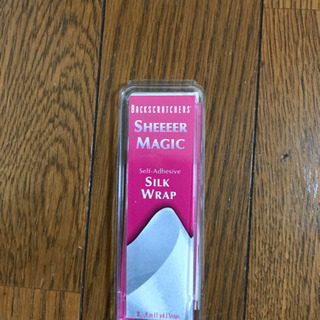 BACKSCRATCHERS
SHEEEER
MAGIC
Self-Adhesive
SILK
WRAP